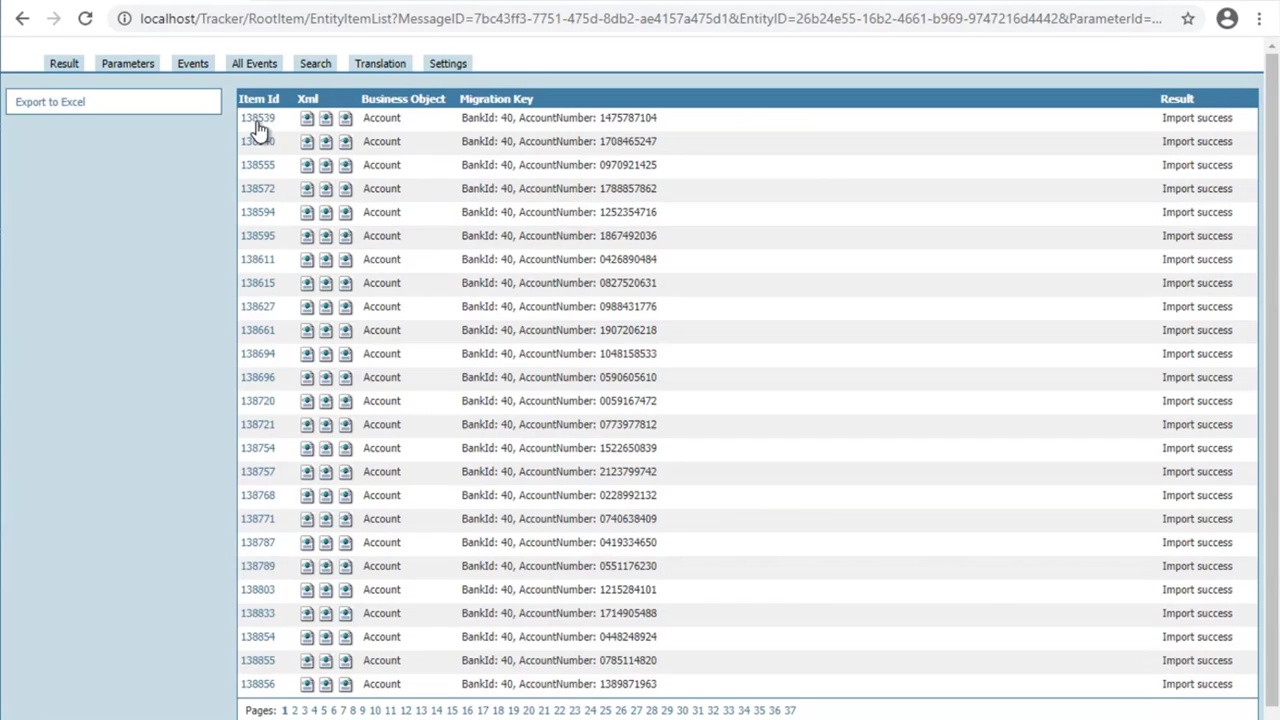 localhost/Tracker/RootItem/EntityItemList?MessageID=7bc43ff3-7751-475d-8db2-ae4157a475d1&EntityID=26b24e55-16b2-4661-b969-9747216d4442&ParameterId=...
Result Parameters Events All Events Search Translation Settings
Export to Excel
Item Id Xml Business Object Migration Key Result
138539 Account BankId: 40, AccountNumber: 1475787104 Import success
Account BankId: 40, AccountNumber: 1708465247 Import success
138555 Account BankId: 40, AccountNumber: 0970921425 Import success
138572 Account BankId: 40, AccountNumber: 1788857862 Import success
138594 Account BankId: 40, AccountNumber: 1252354716 Import success
138595 Account BankId: 40, AccountNumber: 1867492036 Import success
138611 Account BankId: 40, AccountNumber: 0426890484 Import success
138615 Account BankId: 40, AccountNumber: 0827520631 Import success
138627 Account BankId: 40, AccountNumber: 0988431776 Import success
138661 Account BankId: 40, AccountNumber: 1907206218 Import success
138694 Account BankId: 40, AccountNumber: 1048158533 Import success
138696 Account BankId: 40, AccountNumber: 0590605610 Import success
138720 Account BankId: 40, AccountNumber: 0059167472 Import success
138721 Account BankId: 40, AccountNumber: 0773977812 Import success
138754 Account BankId: 40, AccountNumber: 1522650839 Import success
138757 Account BankId: 40, AccountNumber: 2123799742 Import success
138768 Account BankId: 40, AccountNumber: 0228992132 Import success
138771 Account BankId: 40, AccountNumber: 0740638409 Import success
138787 Account BankId: 40, AccountNumber: 0419334650 Import success
138789 Account BankId: 40, AccountNumber: 0551176230 Import success
138803 Account BankId: 40, AccountNumber: 1215284101 Import success
138833 Account BankId: 40, AccountNumber: 1714905488 Import success
138854 Account BankId: 40, AccountNumber: 0448248924 Import success
138855 Account BankId: 40, AccountNumber: 0785114820 Import success
138856 Account BankId: 40, AccountNumber: 1389871963 Import success
Pages: 1 2 3 4 5 6 7 8 9 10 11 12 13 14 15 16 17 18 19 20 21 22 23 24 25 26 27 28 29 30 31 32 33 34 35 36 37